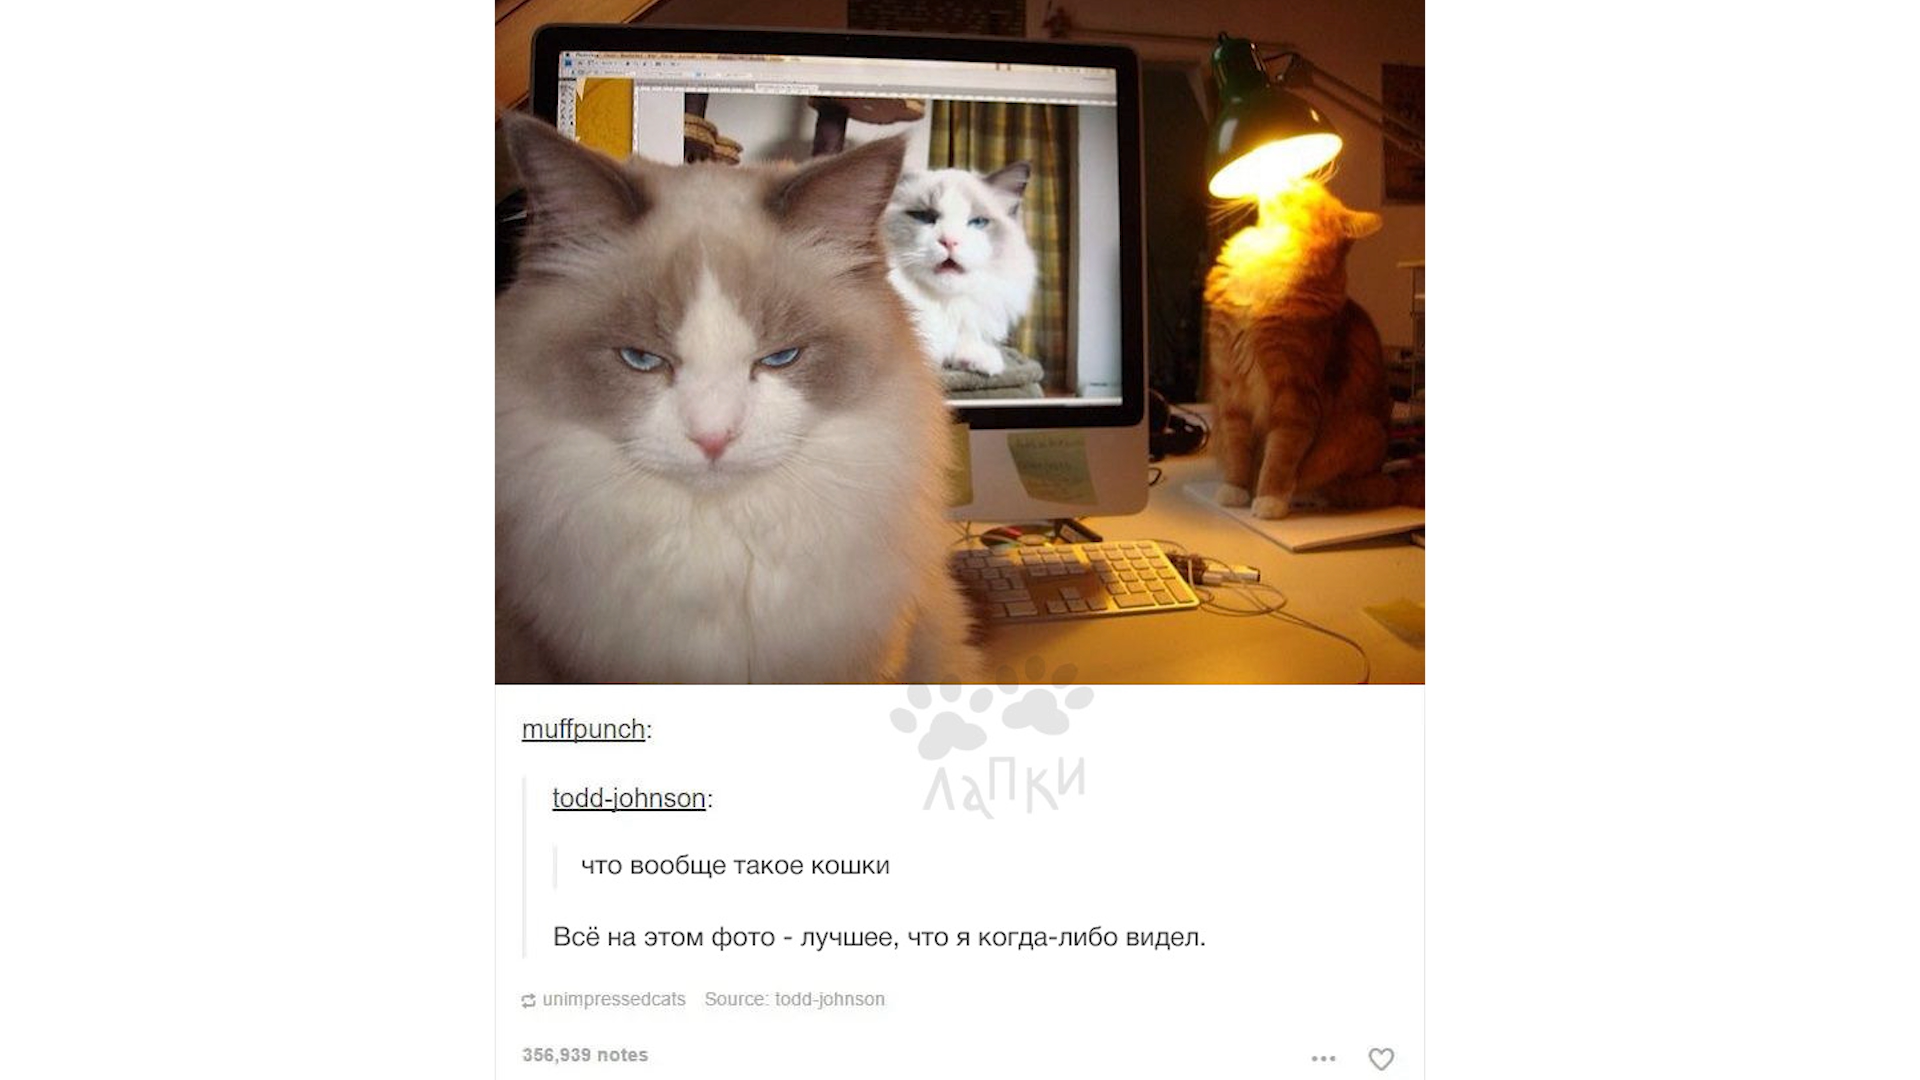 muffpunch:
todd-johnson:
что вообще такое кошки
Всё на этом фото - лучшее, что я когда-либо видел.
unimpressedcats Source: todd-johnson
356,939 notes
Лапки